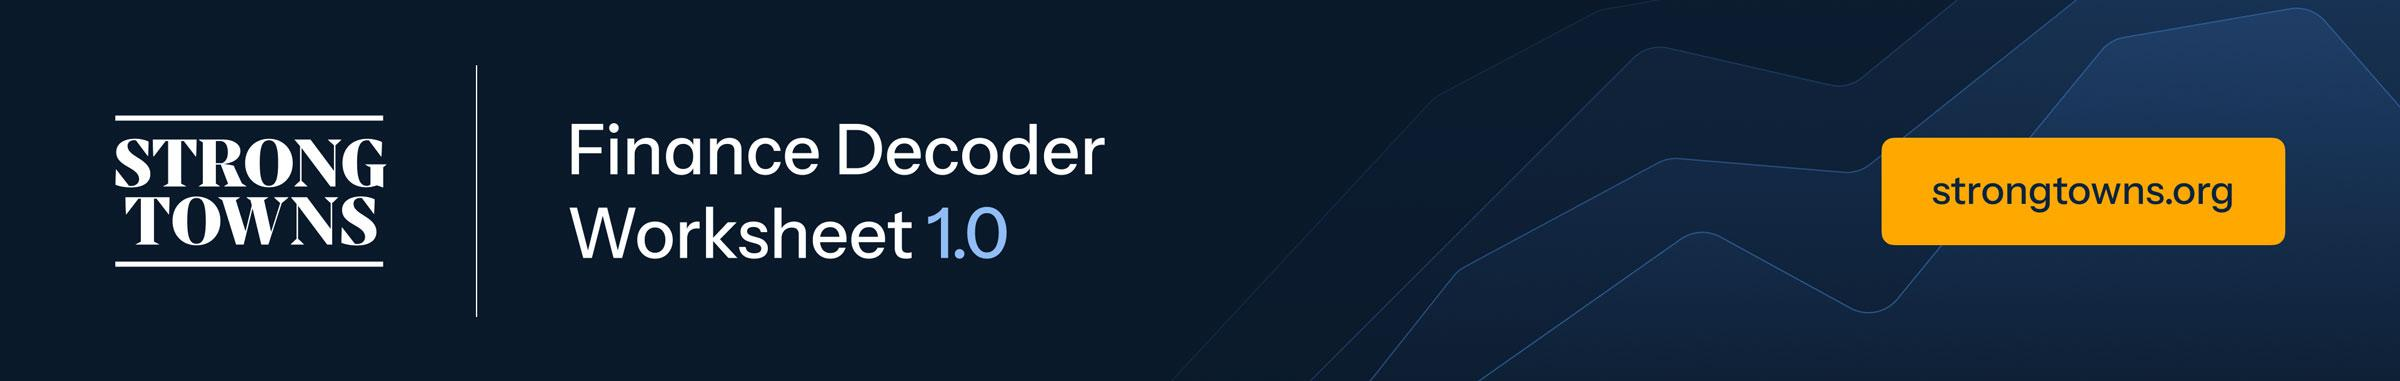 STRONG
TOWNS
Finance Decoder
Worksheet 1.0
strongtowns.org